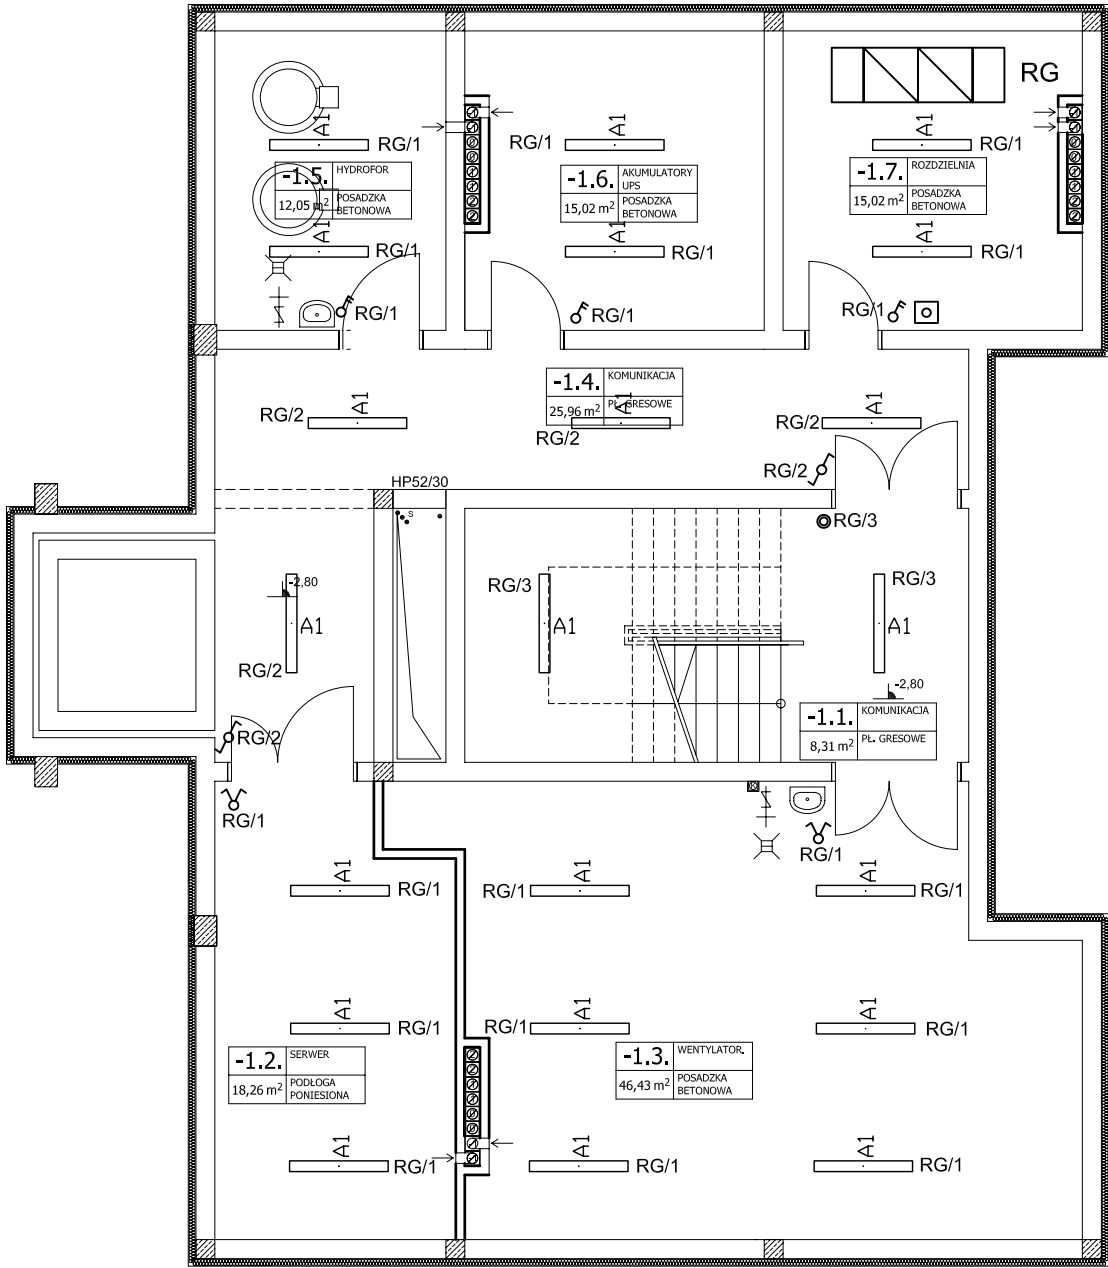 RG
A1
RG/1
A1
RG/1
A1
RG/1
-1.5. HYDROFOR
12,05 m² POSADZKA
BETONOWA
-1.6. AKUMULATORY
UPS
15,02 m² POSADZKA
BETONOWA
-1.7. ROZDZIELNIA
15,02 m² POSADZKA
BETONOWA
A1
RG/1
A1
RG/1
A1
RG/1
RG/1
RG/1
RG/1
-1.4. KOMUNIKACJA
25,96 m² PŁ. GRESOWE
A1
RG/2
A1
RG/2
A1
RG/2
RG/2
HP52/30
S
RG/3
-2,80
A1
RG/2
RG/3
A1
RG/3
A1
-2,80
-1.1. KOMUNIKACJA
8,31 m² PŁ. GRESOWE
RG/2
RG/1
RG/1
A1
RG/1
A1
RG/1
A1
RG/1
A1
RG/1
A1
RG/1
A1
RG/1
-1.2. SERWER
18,26 m² PODŁOGA
PONIESIONA
-1.3. WENTYLATOR.
46,43 m² POSADZKA
BETONOWA
A1
RG/1
A1
RG/1
A1
RG/1